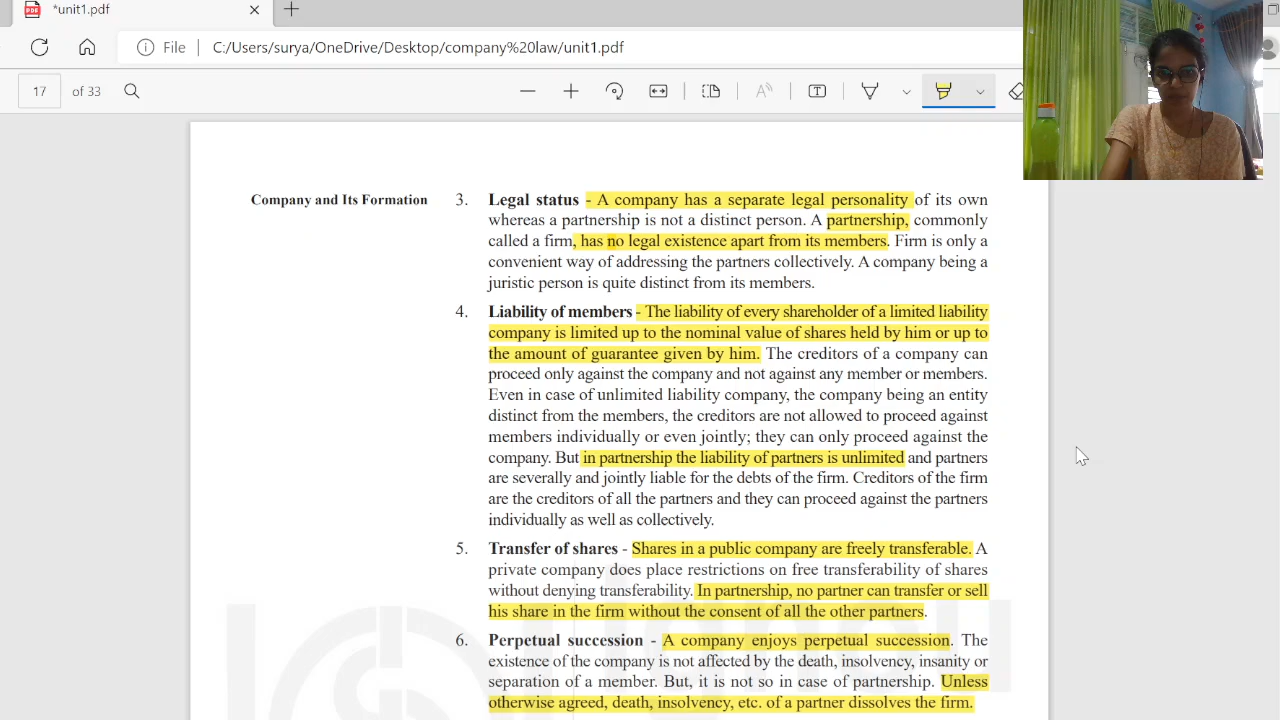 *unit1.pdf
File
C:/Users/surya/OneDrive/Desktop/company%20law/unit1.pdf
17 of 33
Company and Its Formation
3. Legal status - A company has a separate legal personality of its own
whereas a partnership is not a distinct person. A partnership, commonly
called a firm, has no legal existence apart from its members. Firm is only a
convenient way of addressing the partners collectively. A company being a
juristic person is quite distinct from its members.
4. Liability of members - The liability of every shareholder of a limited liability
company is limited up to the nominal value of shares held by him or up to
the amount of guarantee given by him. The creditors of a company can
proceed only against the company and not against any member or members.
Even in case of unlimited liability company, the company being an entity
distinct from the members, the creditors are not allowed to proceed against
members individually or even jointly; they can only proceed against the
company. But in partnership the liability of partners is unlimited and partners
are severally and jointly liable for the debts of the firm. Creditors of the firm
are the creditors of all the partners and they can proceed against the partners
individually as well as collectively.
5. Transfer of shares - Shares in a public company are freely transferable. A
private company does place restrictions on free transferability of shares
without denying transferability. In partnership, no partner can transfer or sell
his share in the firm without the consent of all the other partners.
6. Perpetual succession - A company enjoys perpetual succession. The
existence of the company is not affected by the death, insolvency, insanity or
separation of a member. But, it is not so in case of partnership. Unless
otherwise agreed, death, insolvency, etc. of a partner dissolves the firm.